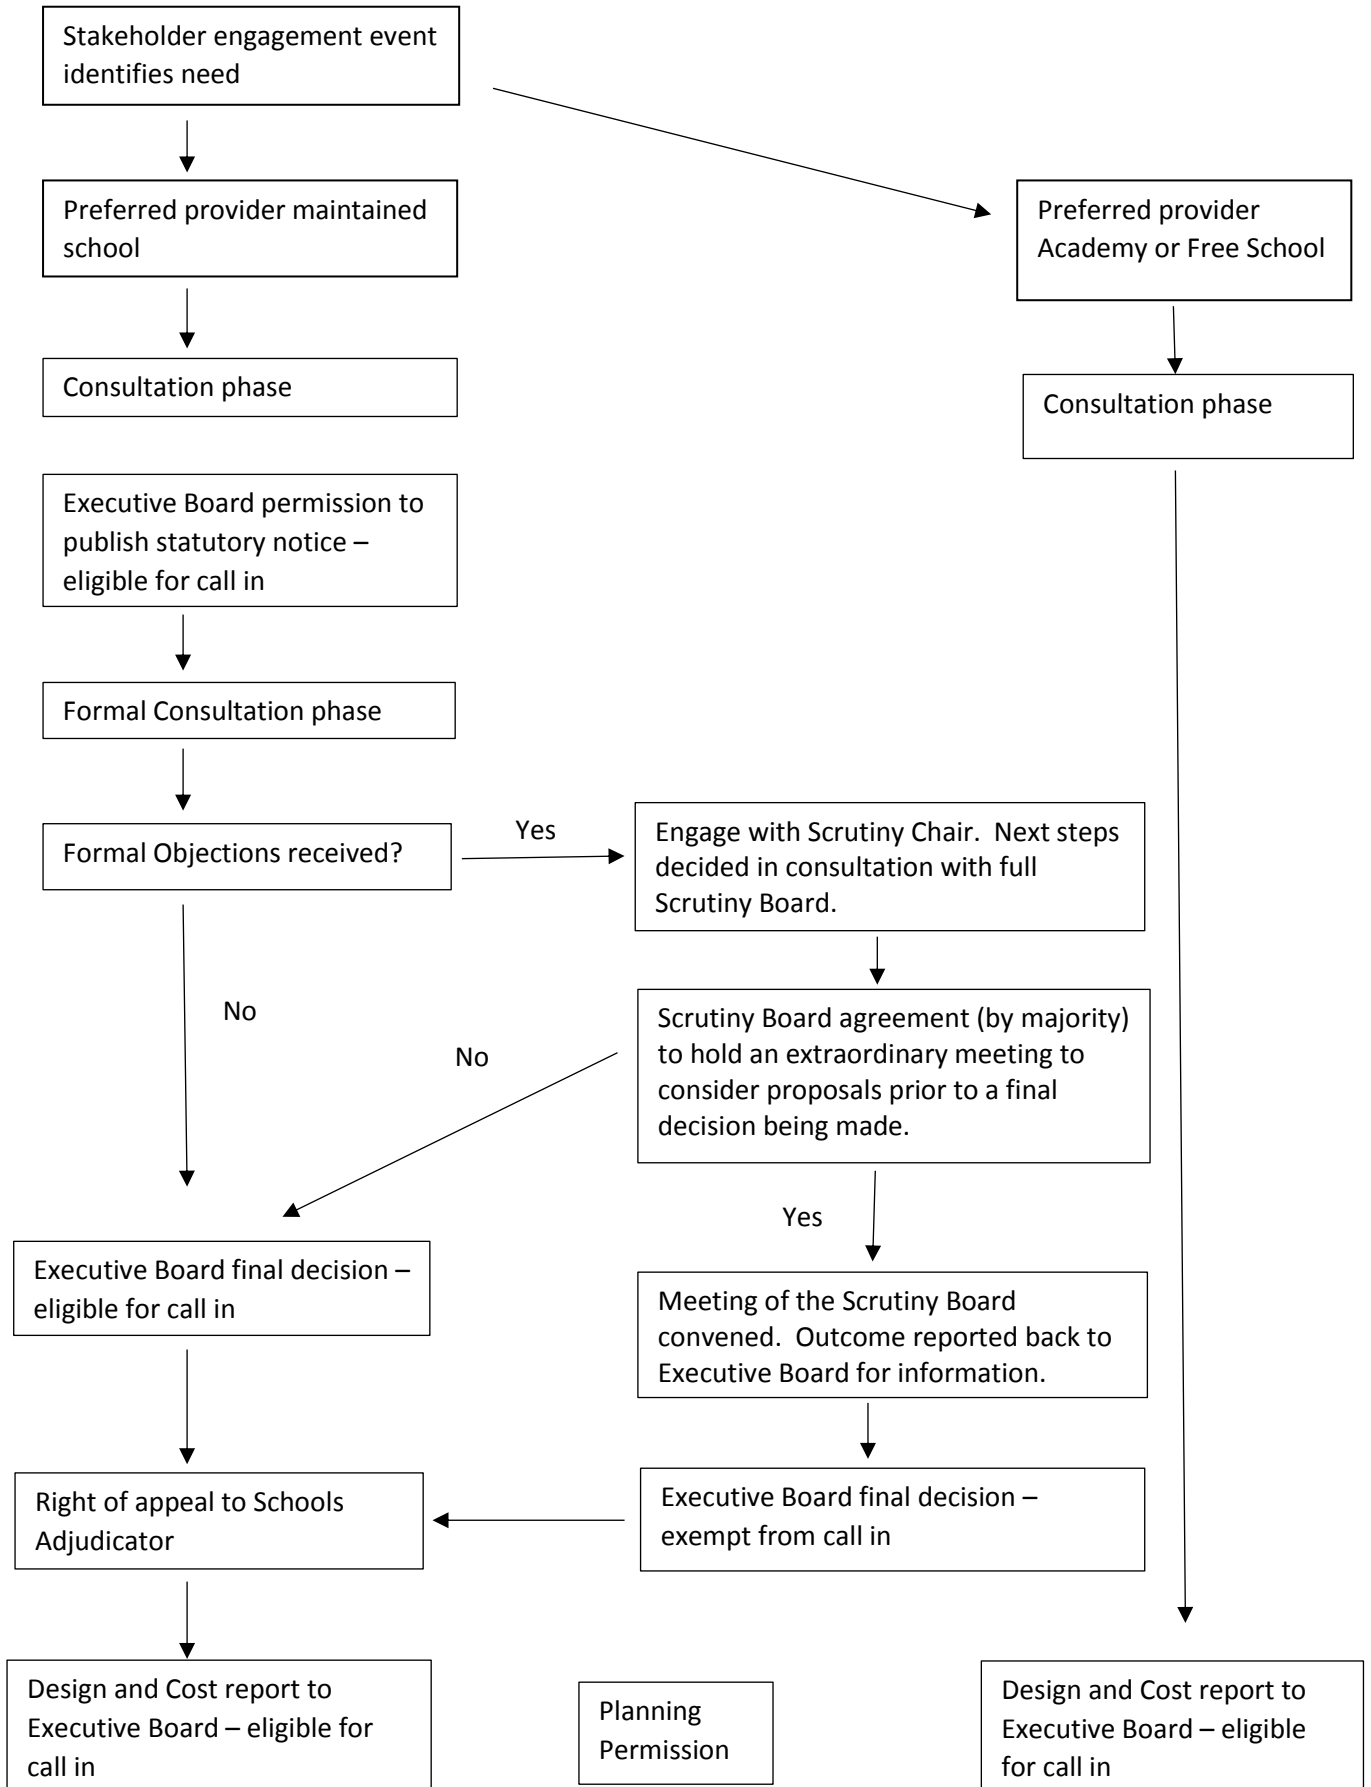 Stakeholder engagement event
identifies need
Preferred provider maintained
school
Preferred provider
Academy or Free School
Consultation phase
Consultation phase
Executive Board permission to
publish statutory notice –
eligible for call in
Formal Consultation phase
Formal Objections received?
Yes
Engage with Scrutiny Chair.  Next steps
decided in consultation with full
Scrutiny Board.
No
Scrutiny Board agreement (by majority)
to hold an extraordinary meeting to
consider proposals prior to a final
decision being made.
No
Yes
Executive Board final decision –
eligible for call in
Meeting of the Scrutiny Board
convened.  Outcome reported back to
Executive Board for information.
Right of appeal to Schools
Adjudicator
Executive Board final decision –
exempt from call in
Design and Cost report to
Executive Board – eligible for
call in
Planning
Permission
Design and Cost report to
Executive Board – eligible
for call in